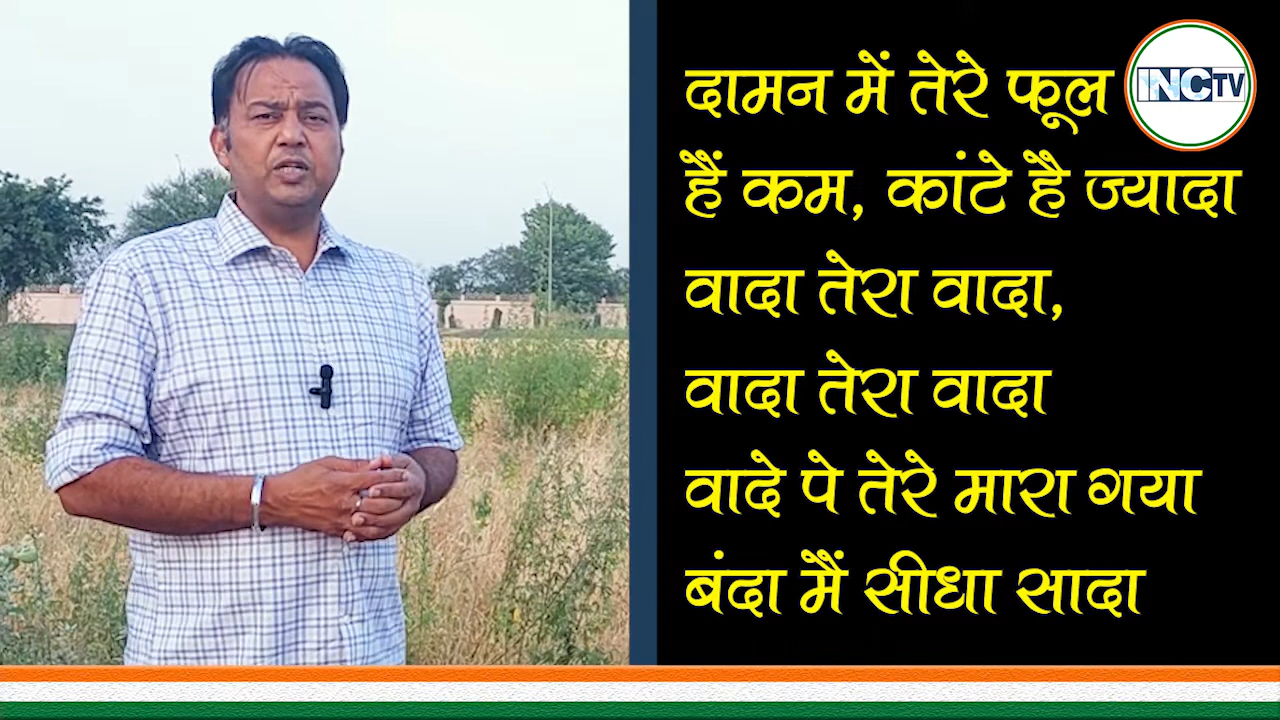 दामन में तेरे फूल
हैं कम, कांटे है ज्यादा
वादा तेरा वादा,
वादा तेरा वादा
वादे पे तेरे मारा गया
बंदा मैं सीधा सादा
INCTV